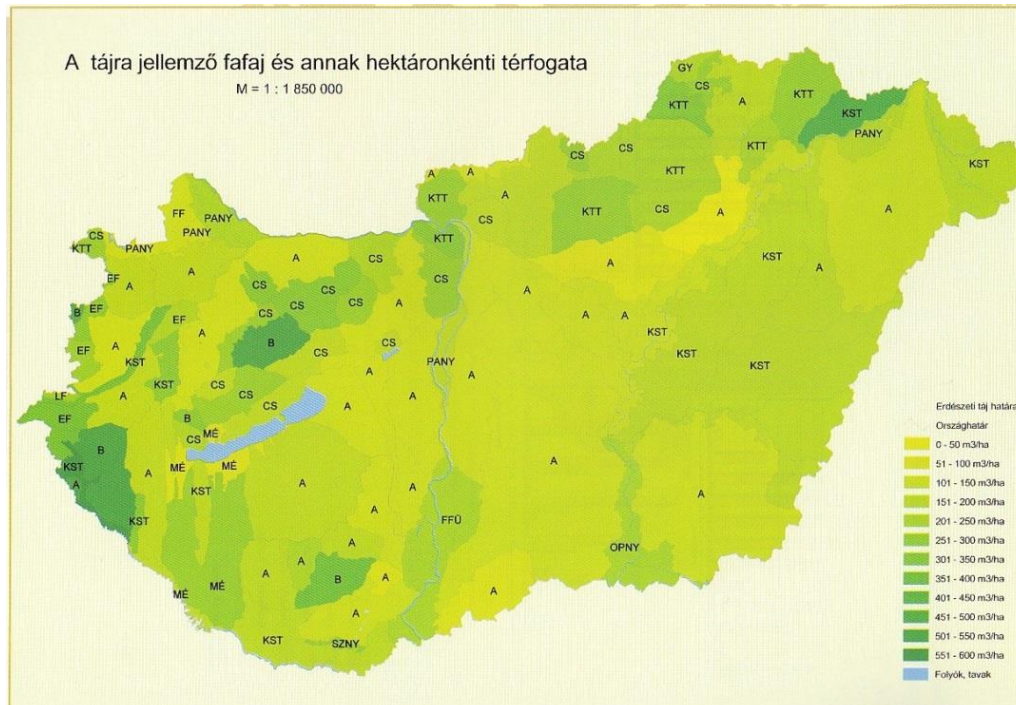 A tájra jellemző fafaj és annak hektáronkénti térfogata
M = 1 : 1 850 000
GY
CS
KTT
A
KTT
KST
PANY
KTT
KST
CS
CS
A
A
KTT
A
KTT
CS
KTT
CS
A
A
FF
PANY
PANY
CS
KTT
PANY
KTT
A
CS
A
KST
A
EF
A
A
CS
CS
CS
CS
CS
CS
A
A
B
EF
EF
A
A
A
KST
EF
A
KST
B
CS
CS
PANY
A
KST
KST
CS
A
A
LF
EF
A
KST
CS
CS
CS
A
A
B
CS
MÉ
B
KST
A
A
MÉ
MÉ
KST
A
A
A
A
KST
A
FFÜ
A
OPNY
MÉ
MÉ
A
A
B
A
A
A
KST
SZNY
Erdészeti táj határa
Országhatár
0 - 50 m3/ha
51 - 100 m3/ha
101 - 150 m3/ha
151 - 200 m3/ha
201 - 250 m3/ha
251 - 300 m3/ha
301 - 350 m3/ha
351 - 400 m3/ha
401 - 450 m3/ha
451 - 500 m3/ha
501 - 550 m3/ha
551 - 600 m3/ha
Folyók, tavak